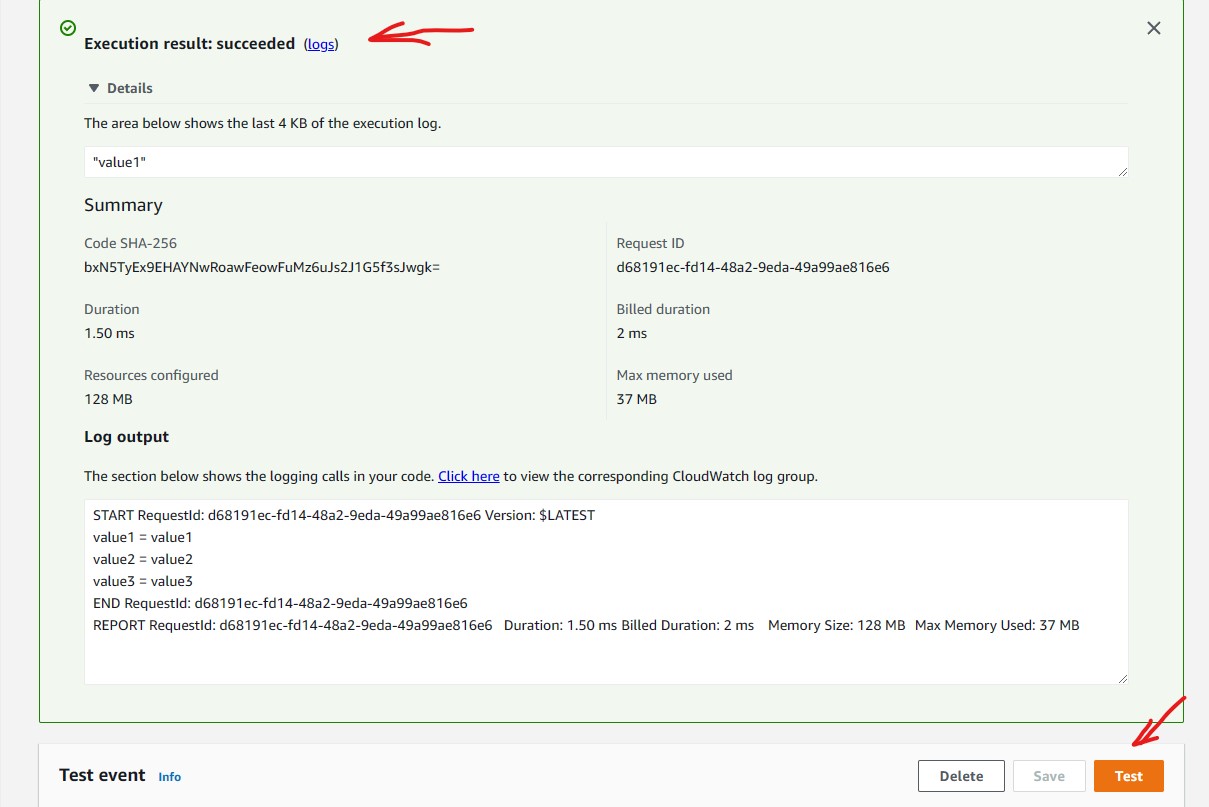 Execution result: succeeded (logs)
Details
The area below shows the last 4 KB of the execution log.
"value1"
Summary
Code SHA-256
bxN5TyEx9EHAYNwRoawFeowFuMz6uJs2J1G5f3sJwgk=
Request ID
d68191ec-fd14-48a2-9eda-49a99ae816e6
Duration
1.50 ms
Billed duration
2 ms
Resources configured
128 MB
Max memory used
37 MB
Log output
The section below shows the logging calls in your code. Click here to view the corresponding CloudWatch log group.
START RequestId: d68191ec-fd14-48a2-9eda-49a99ae816e6 Version: $LATEST
value1 = value1
value2 = value2
value3 = value3
END RequestId: d68191ec-fd14-48a2-9eda-49a99ae816e6
REPORT RequestId: d68191ec-fd14-48a2-9eda-49a99ae816e6 Duration: 1.50 ms Billed Duration: 2 ms Memory Size: 128 MB Max Memory Used: 37 MB
Test event Info Delete Save Test